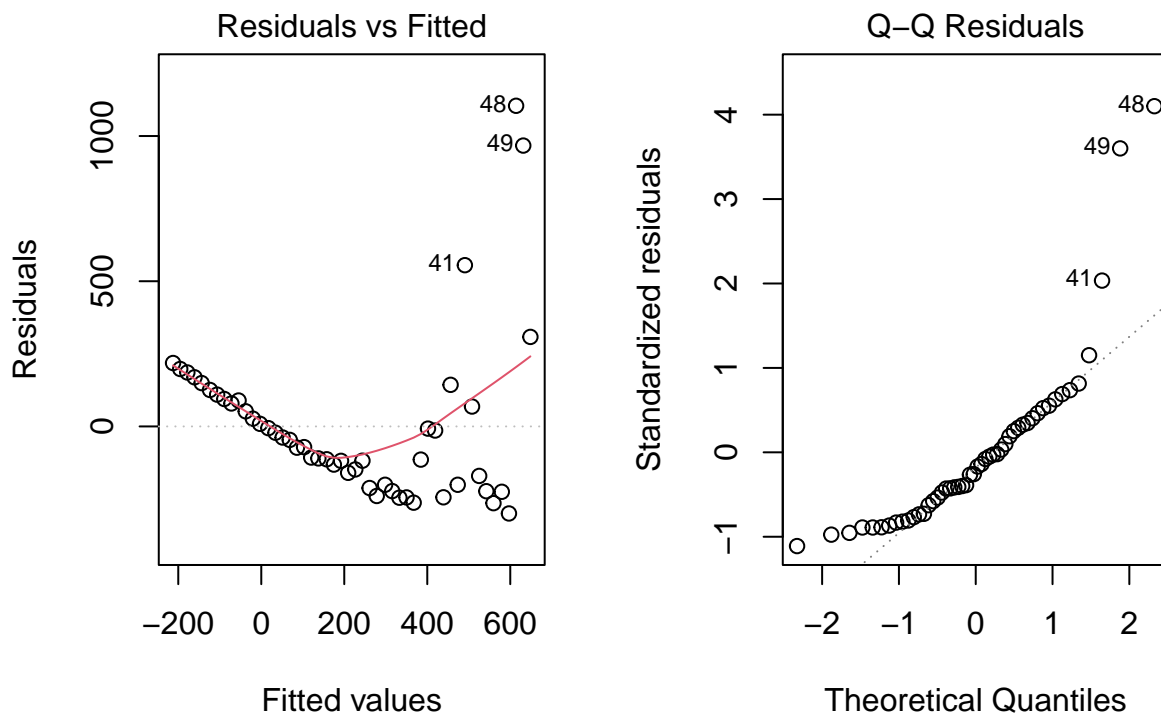 Residuals vs Fitted
Residuals
0 500 1000
48
49
41
−200 0 200 400 600
Fitted values
Q−Q Residuals
Standardized residuals
−1 0 1 2 3 4
48
49
41
−2 −1 0 1 2
Theoretical Quantiles